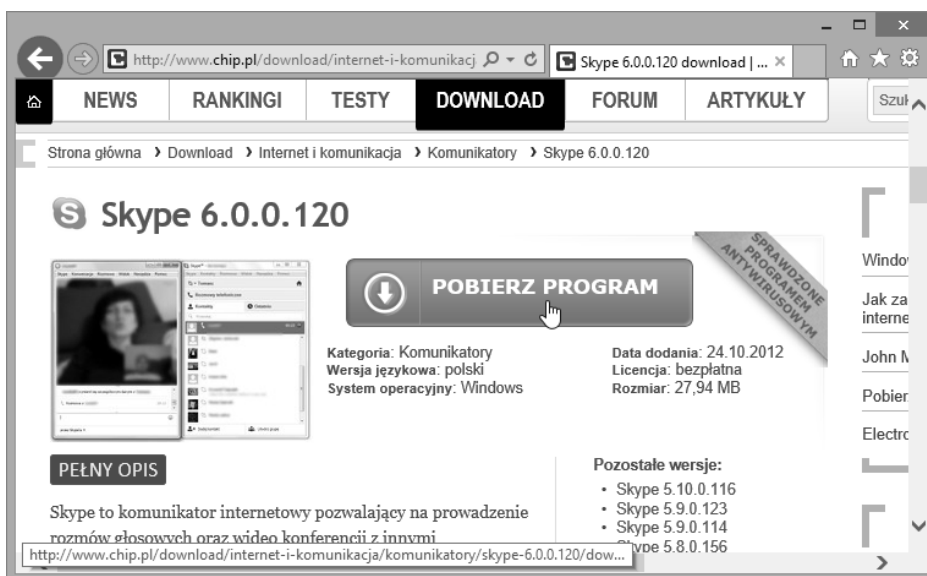 http://www.chip.pl/download/internet-i-komunikacj
Skype 6.0.0.120 download | ...
NEWS RANKINGI TESTY DOWNLOAD FORUM ARTYKUŁY
Szuk
Strona główna › Download › Internet i komunikacja › Komunikatory › Skype 6.0.0.120
Skype 6.0.0.120
POBIERZ PROGRAM
SPRAWDZONE
PROGRAMEM
ANTYWIRUSOWYM
Kategoria: Komunikatory
Wersja językowa: polski
System operacyjny: Windows
Data dodania: 24.10.2012
Licencja: bezpłatna
Rozmiar: 27,94 MB
Window
Jak za
interne
John M
Pobier
Electro
PEŁNY OPIS
Skype to komunikator internetowy pozwalający na prowadzenie
rozmów głosowych oraz wideo konferencji z innymi
Pozostałe wersje:
• Skype 5.10.0.116
• Skype 5.9.0.123
• Skype 5.9.0.114
• Skype 5.8.0.156
http://www.chip.pl/download/internet-i-komunikacja/komunikatory/skype-6.0.0.120/dow...